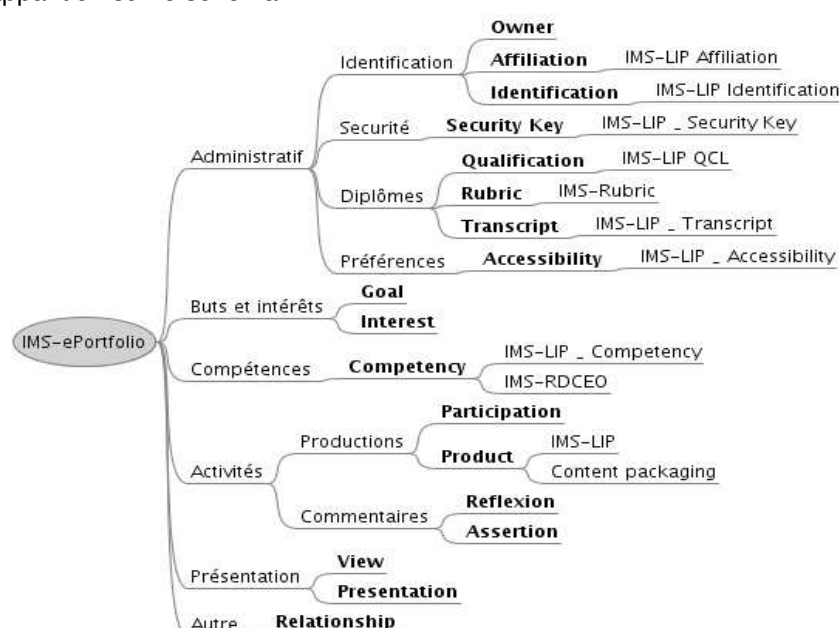 Owner
Identification
Affiliation IMS-LIP Affiliation
Identification IMS-LIP Identification
Securité Security Key IMS-LIP _ Security Key
Administratif
Qualification IMS-LIP QCL
Diplômes Rubric IMS-Rubric
Transcript IMS-LIP _ Transcript
Préférences Accessibility IMS-LIP _ Accessibility
Goal
Buts et intérêts
Interest
IMS-ePortfolio
IMS-LIP _ Competency
Compétences Competency
IMS-RDCEO
Participation
Productions
IMS-LIP
Product
Content packaging
Activités
Reflexion
Commentaires
Assertion
View
Présentation
Presentation
Autre Relationship